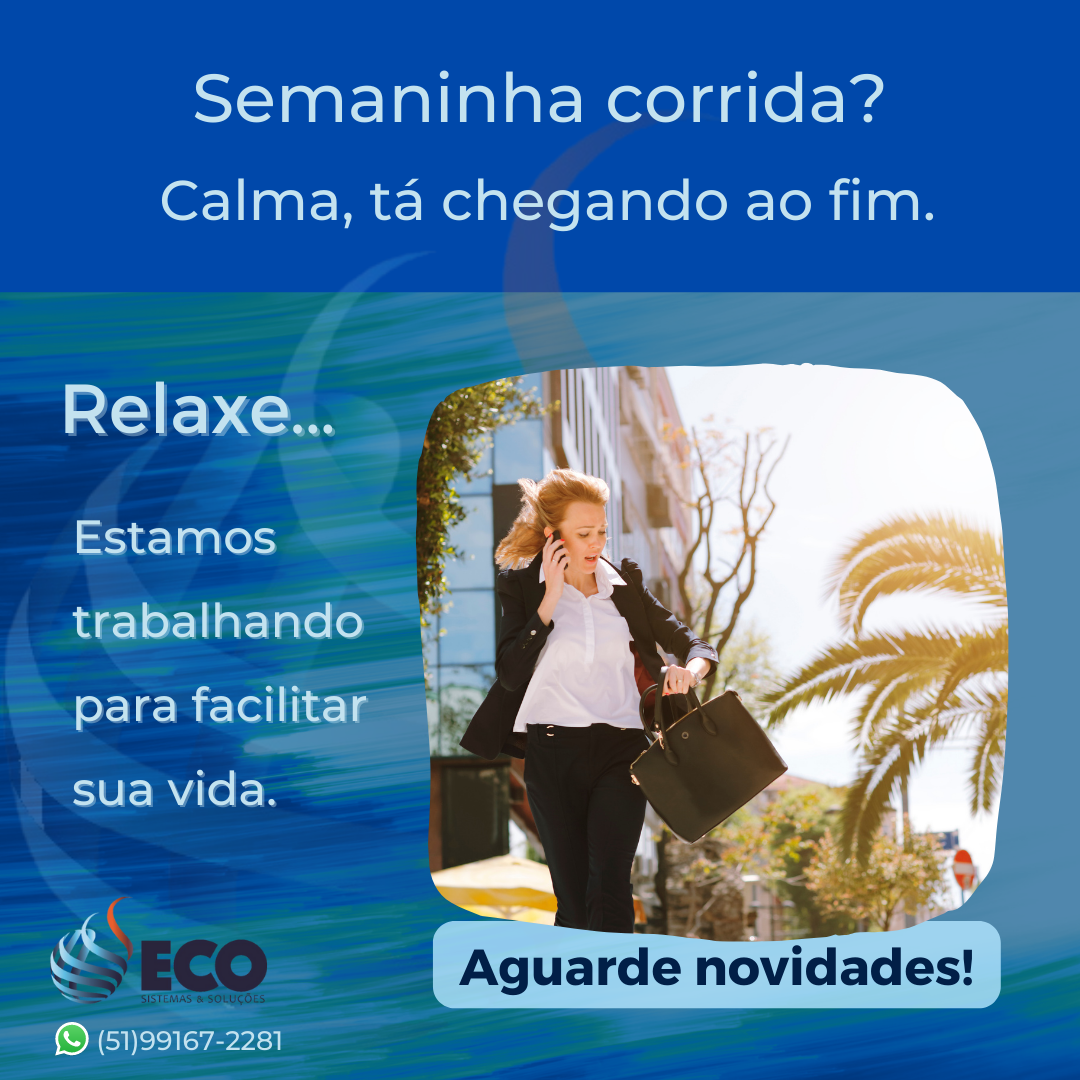 Semaninha corrida?
Calma, tá chegando ao fim.
Relaxe...
Estamos
trabalhando
para facilitar
sua vida.
Aguarde novidades!
ECO
SISTEMAS & SOLUÇÕES
(51)99167-2281